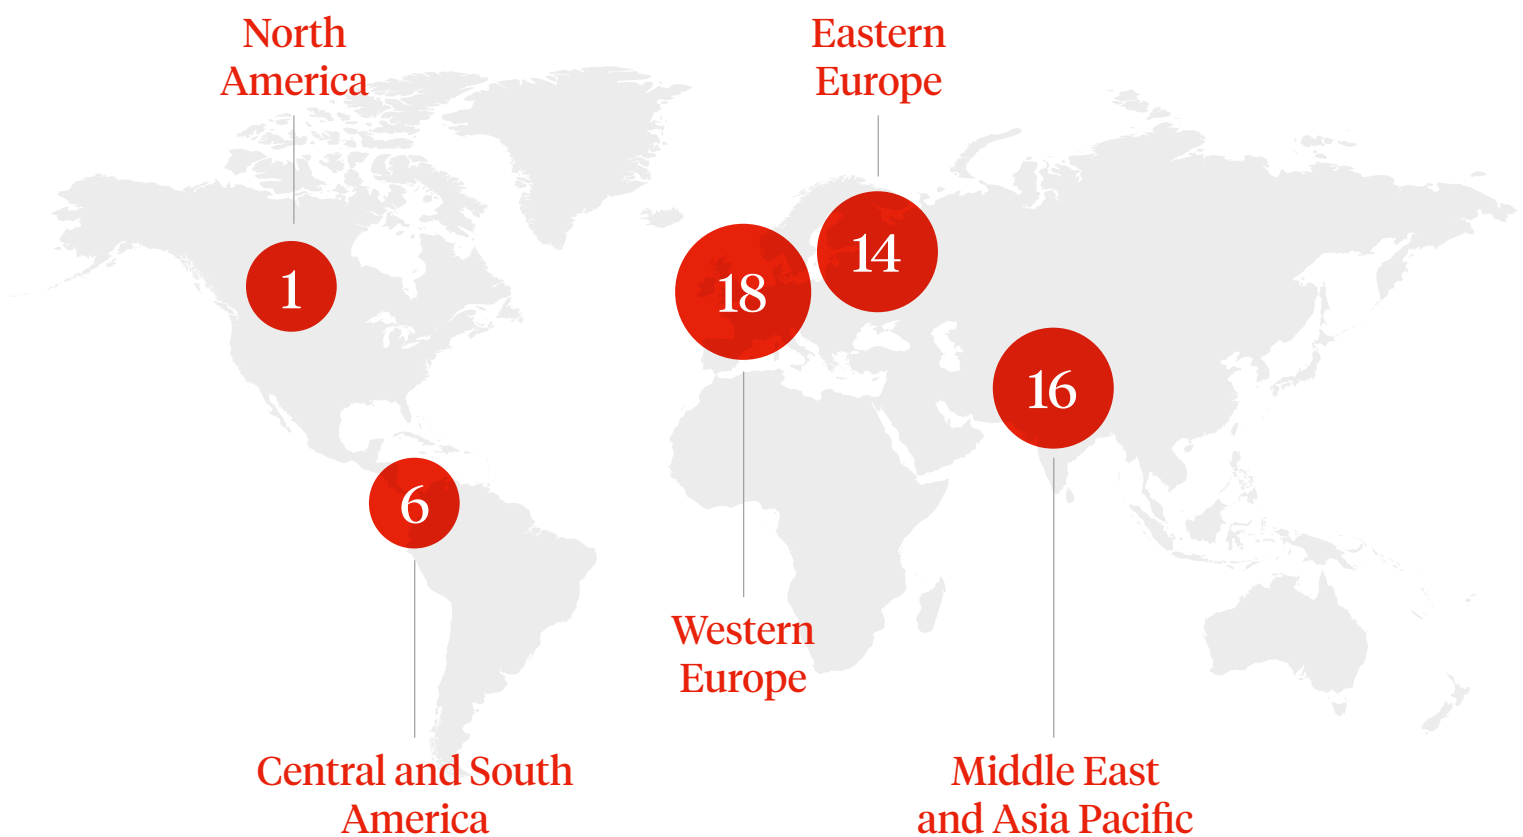 North
America
1
Eastern
Europe
14
18
Western
Europe
16
Middle East
and Asia Pacific
6
Central and South
America